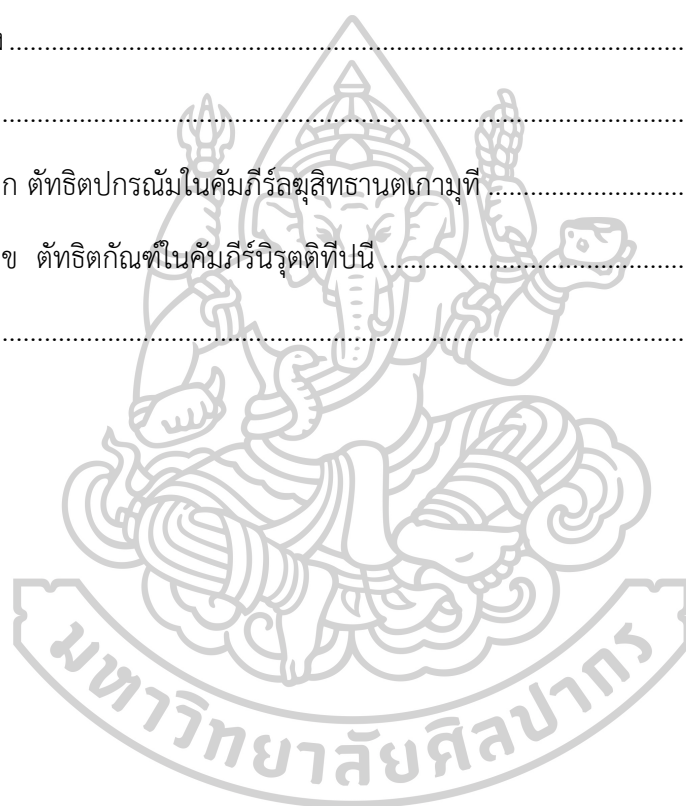 .......................................................................................................
.......................................................................................................
ก ตัทธิตปกรณัมในคัมภีร์ลฆุสิทธานตเกามุที ..............................
ข ตัทธิตกัณฑ์ในคัมภีร์นิรุตติทีปนี ..............................................
.......................................................................................................
มหาวิทยาลัยศิลปากร